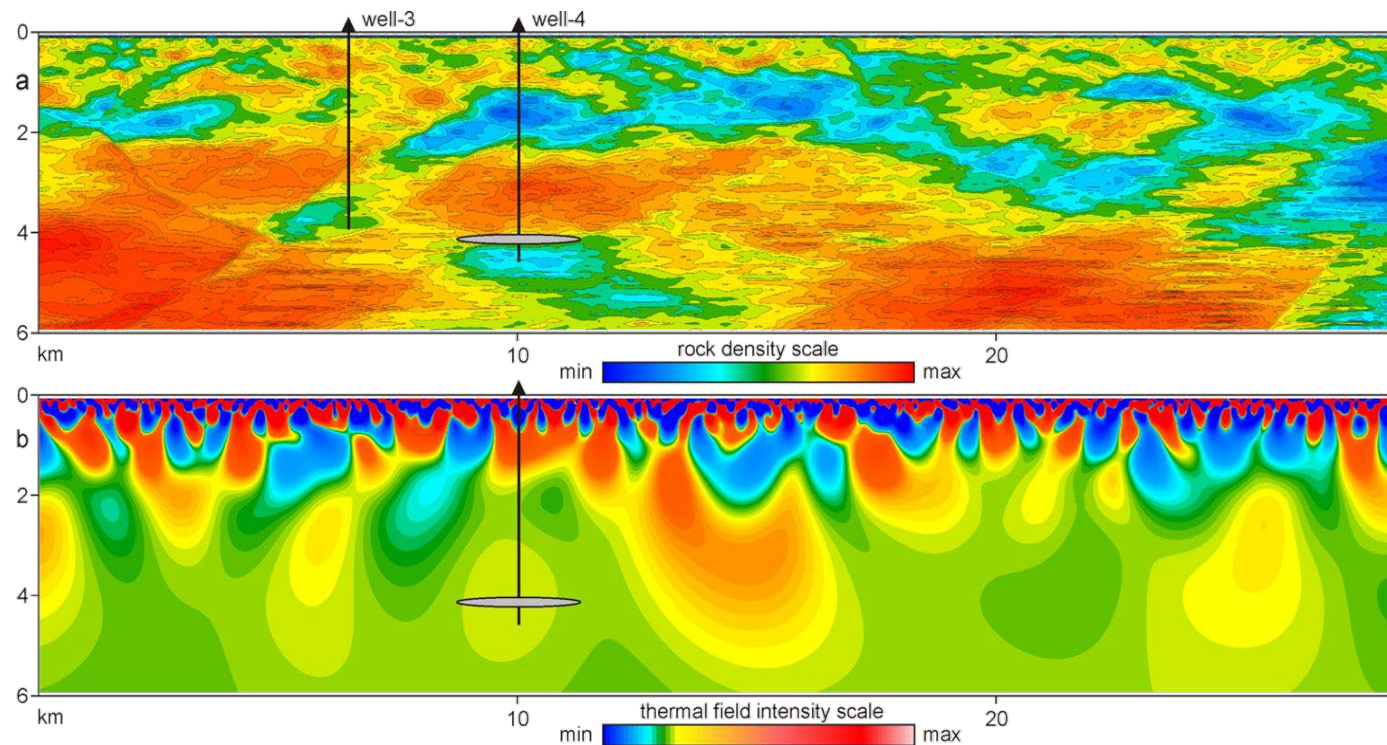 well-3 well-4
0
a
2
4
6
km 10 20
rock density scale
min max
0
b
2
4
6
km 10 20
thermal field intensity scale
min max